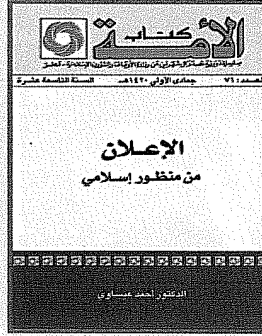 كتاب
الأمة
العدد: ٧١ جمادى الأولى ١٤٢٠هـ السنة التاسعة عشرة
الإعلان
من منظور إسلامي
الدكتور أحمد عيساوي